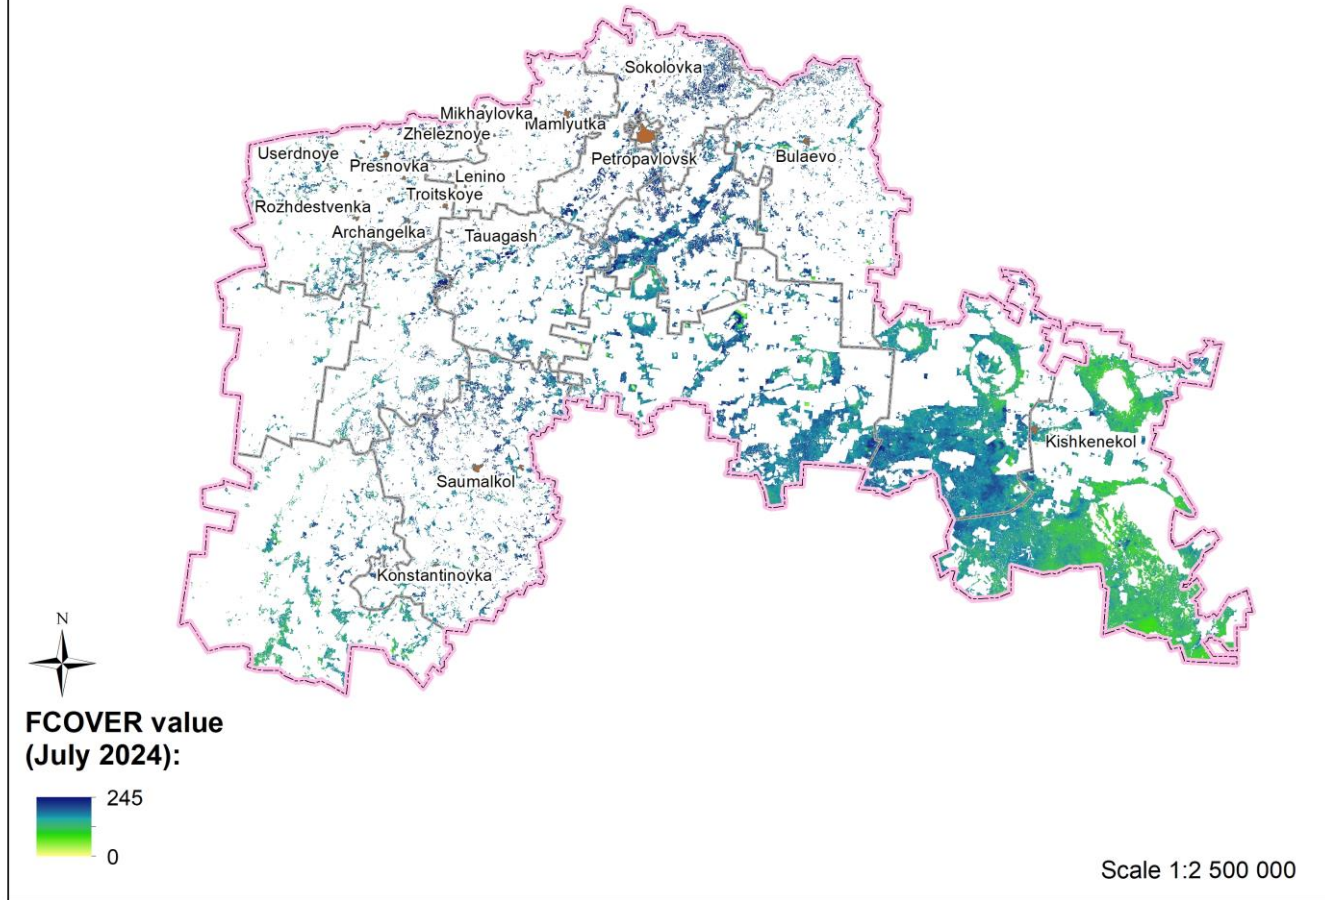 Sokolovka
Mikhaylovka
Mamlyutka
Zheleznoye
Userdnoye
Petropavlovsk
Bulaevo
Presnovka
Lenino
Troitskoye
Rozhdestvenka
Archangelka
Tauagash
Kishkenekol
Saumalkol
Konstantinovka
N
FCOVER value
(July 2024):
245
0
Scale 1:2 500 000